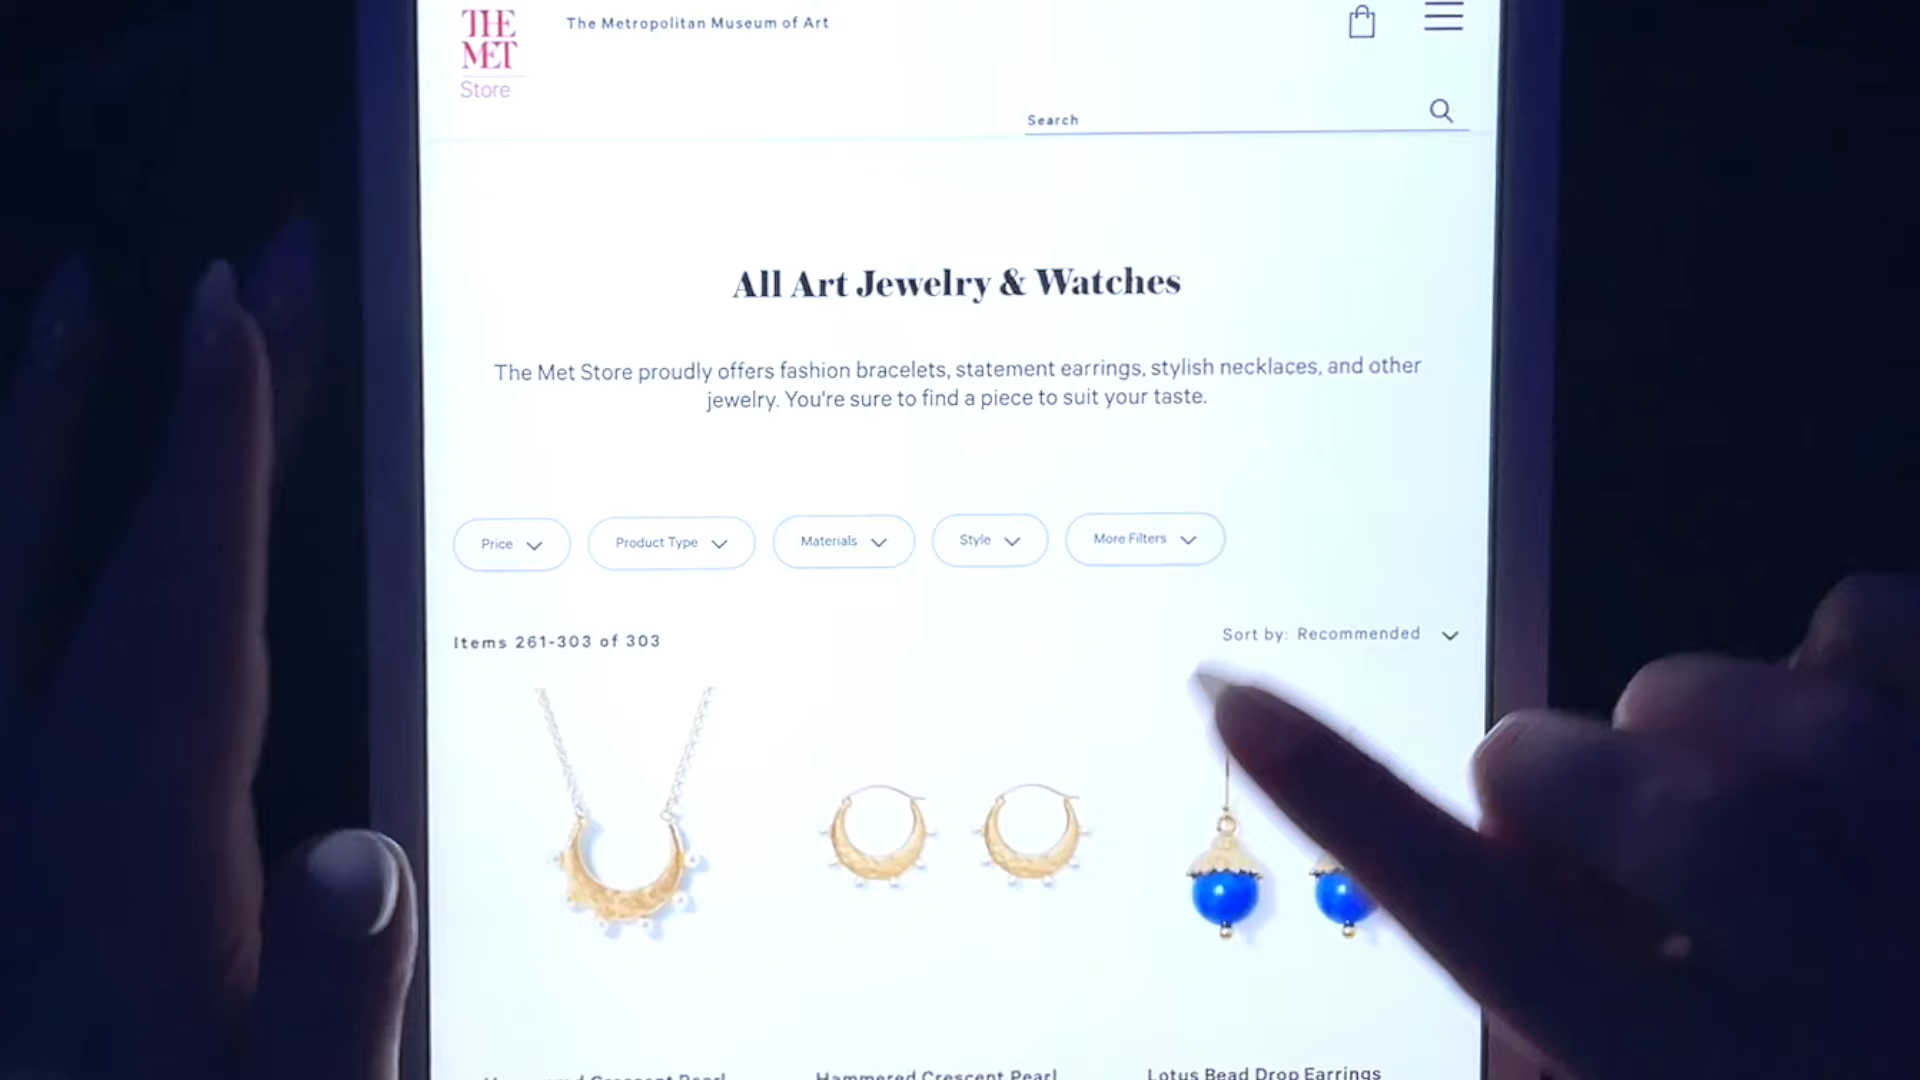 THE
MET
Store
The Metropolitan Museum of Art
Search
All Art Jewelry & Watches
The Met Store proudly offers fashion bracelets, statement earrings, stylish necklaces, and other
jewelry. You're sure to find a piece to suit your taste.
Price
Product Type
Materials
Style
More Filters
Items 261-303 of 303
Sort by: Recommended
Hammered Crescent Pearl
Hammered Crescent Pearl
Lotus Bead Drop Earrings